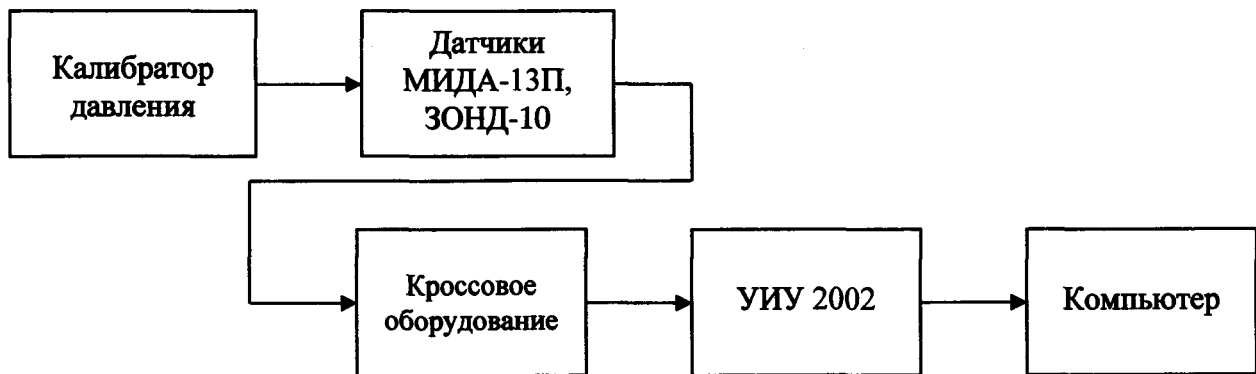 Калибратор
давления
Датчики
МИДА-13П,
ЗОНД-10
Кроссовое
оборудование
УИУ 2002
Компьютер